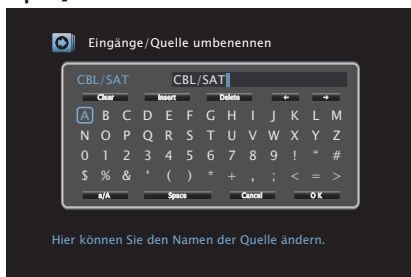 Eingänge/Quelle umbenennen
CBL/SAT CBL/SAT
Clear Insert Delete ← →
A B C D E F G H I J K L M
N O P Q R S T U V W X Y Z
0 1 2 3 4 5 6 7 8 9 ! “ #
$ % & ‘ ( ) * + , ; < = >
a/A Space Cancel OK
Hier können Sie den Namen der Quelle ändern.